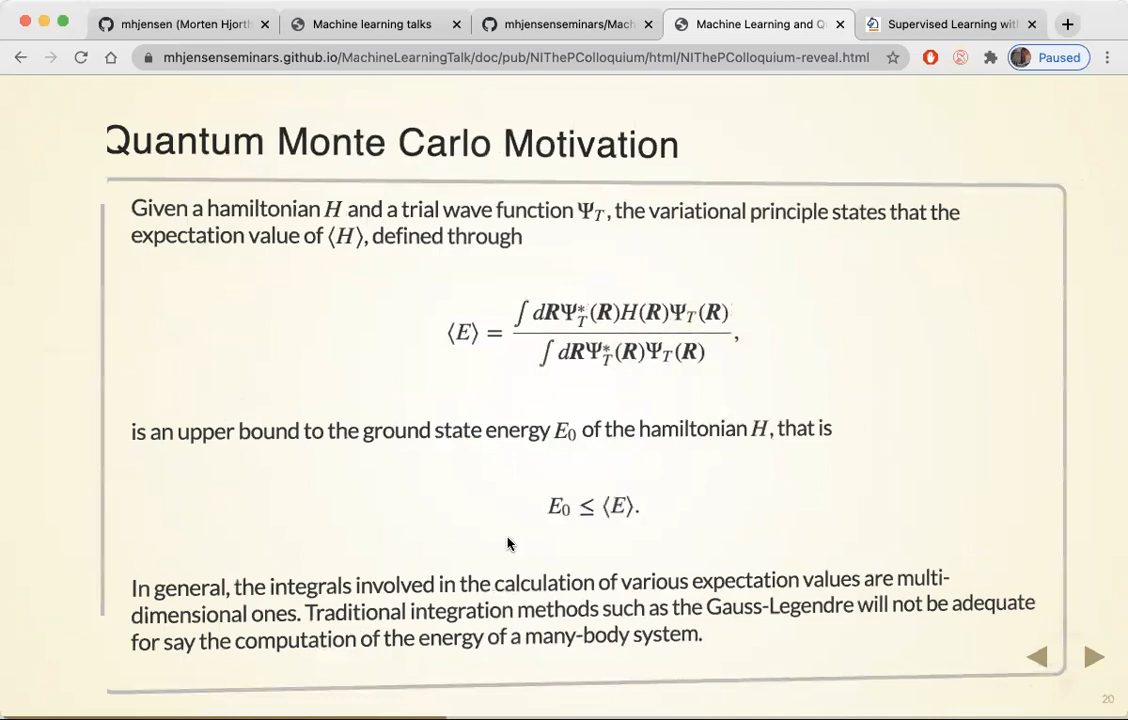 mhjensen (Morten Hjort
Machine learning talks
mhjensenseminars/Mach
Machine Learning and Q
Supervised Learning wit
mhjensenseminars.github.io/MachineLearningTalk/doc/pub/NIThePColloquium/html/NIThePColloquium-reveal.html
Paused
Quantum Monte Carlo Motivation
Given a hamiltonian H and a trial wave function Ψ_T, the variational principle states that the
expectation value of ⟨H⟩, defined through
⟨E⟩ = ∫ dRΨ*_T(R)H(R)Ψ_T(R) / ∫ dRΨ*_T(R)Ψ_T(R),
is an upper bound to the ground state energy E₀ of the hamiltonian H, that is
E₀ ≤ ⟨E⟩.
In general, the integrals involved in the calculation of various expectation values are multi-
dimensional ones. Traditional integration methods such as the Gauss-Legendre will not be adequate
for say the computation of the energy of a many-body system.
20